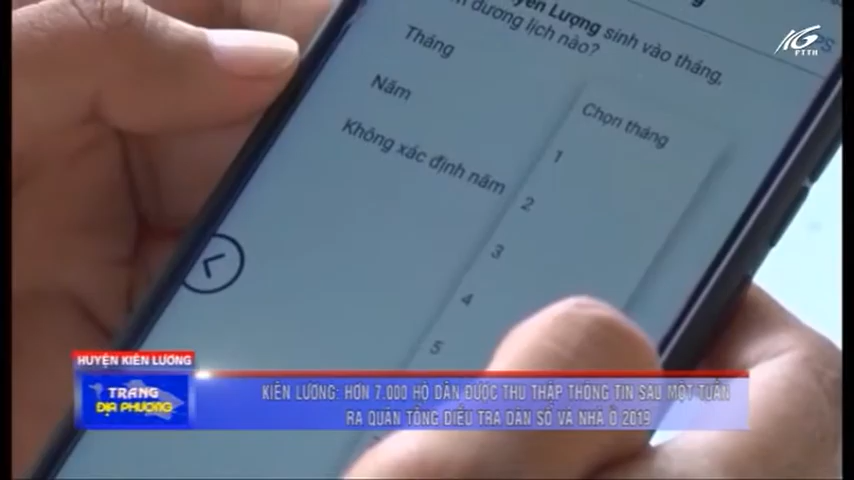 KG
PTTH
yên Lượng sinh vào tháng,
dương lịch nào?
Tháng
Năm
Không xác định năm
Chọn tháng
1
2
3
4
5
HUYỆN KIÊN LƯƠNG
TRANG
ĐỊA PHƯƠNG
KIÊN LƯƠNG: HƠN 7.000 HỘ DÂN ĐƯỢC THU THẬP THÔNG TIN SAU MỘT TUẦN
RA QUÂN TỔNG ĐIỀU TRA DÂN SỐ VÀ NHÀ Ở 2019